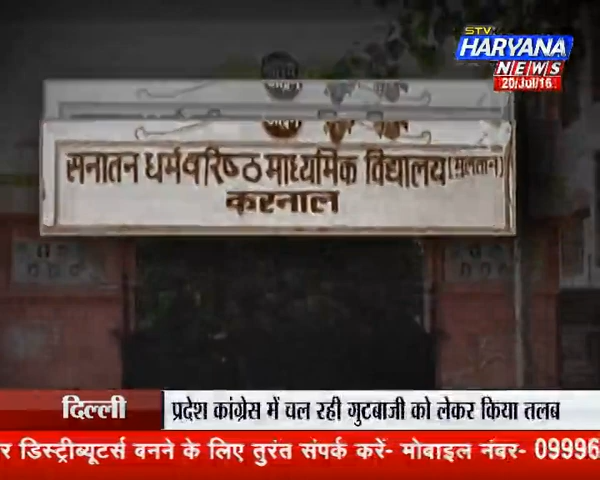 STV
HARYANA
NEWS
20/Jul/16
सनातन धर्म वरिष्ठ माध्यमिक विद्यालय (मुलतान)
करनाल
दिल्ली
प्रदेश कांग्रेस में चल रही गुटबाजी को लेकर किया तलब
र डिस्ट्रीब्यूटर्स बनने के लिए तुरंत संपर्क करें- मोबाइल नंबर- 09996